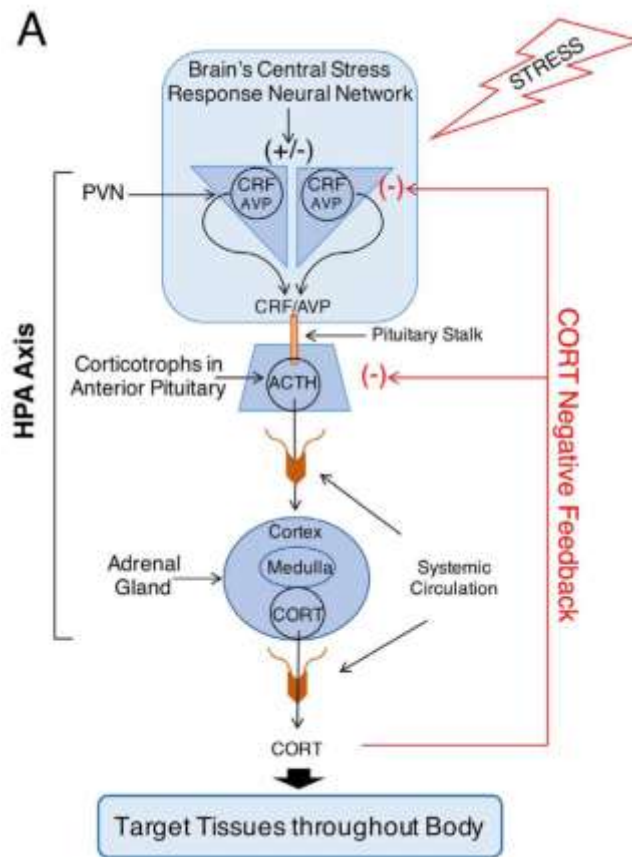 A
STRESS
Brain's Central Stress
Response Neural Network
(+/-)
PVN
CRF
AVP
CRF
AVP
(-)
CRF/AVP
Pituitary Stalk
Corticotrophs in
Anterior Pituitary
ACTH
(-)
HPA Axis
CORT Negative Feedback
Cortex
Medulla
Adrenal
Gland
CORT
Systemic
Circulation
CORT
Target Tissues throughout Body